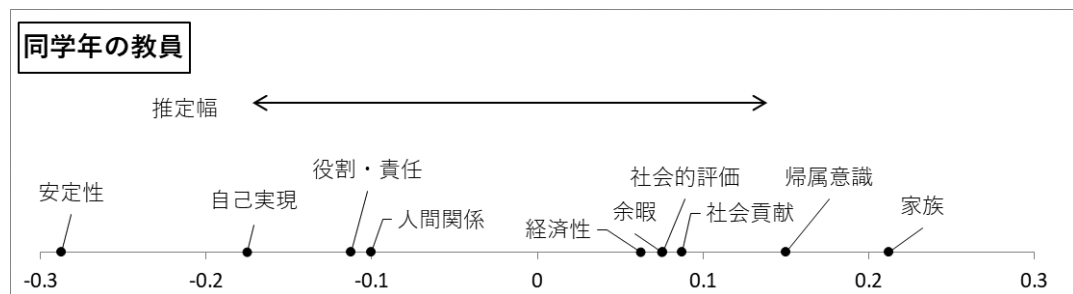 同学年の教員
推定幅
安定性
自己実現
役割・責任
人間関係
経済性
余暇
社会的評価
社会貢献
帰属意識
家族
-0.3
-0.2
-0.1
0
0.1
0.2
0.3